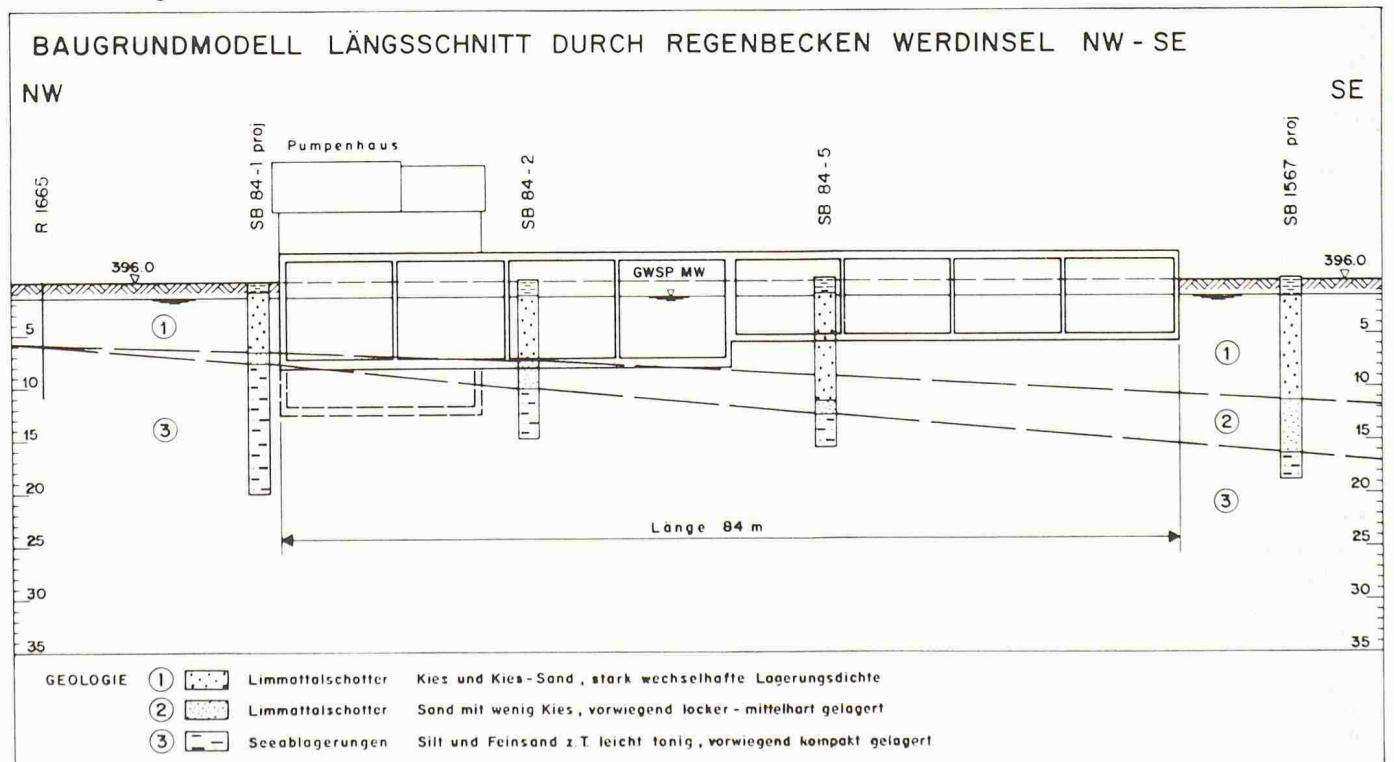 BAUGRUNDMODELL LÄNGSSCHNITT DURCH REGENBECKEN WERDINSEL NW - SE
NW
SE
R 1665
SB 84-1 proj
Pumpenhaus
SB 84-2
SB 84-5
SB 1567 proj
396.0
GWSP MW
396.0
5
10
15
20
25
30
35
5
10
15
20
25
30
35
1
3
1
2
3
Länge 84 m
GEOLOGIE 1 Limmattalschotter Kies und Kies-Sand, stark wechselhafte Lagerungsdichte
2 Limmattalschotter Sand mit wenig Kies, vorwiegend locker - mittelhart gelagert
3 Seeablagerungen Silt und Feinsand z.T. leicht tonig, vorwiegend kompakt gelagert